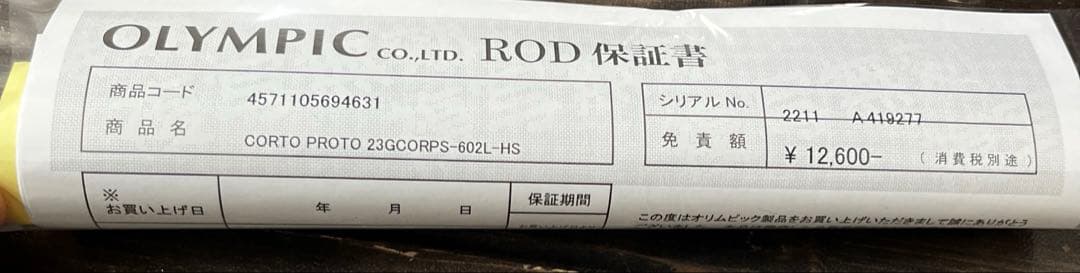 OLYMPIC CO.,LTD. ROD 保証書
商品コード 4571105694631
商品名 CORTO PROTO 23GCORPS-602L-HS
シリアル No. 2211 A419277
免責額 ¥ 12,600- (消費税別途)
※
お買い上げ日 年 月 日 保証期間
この度はオリムピック製品をお買い上げいただきまして誠にありがとう